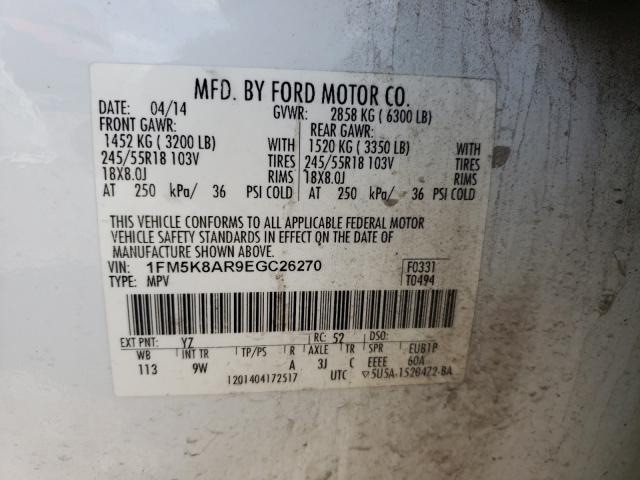 MFD. BY FORD MOTOR CO.
DATE: 04/14 GVWR: 2858 KG ( 6300 LB)
FRONT GAWR: REAR GAWR:
1452 KG ( 3200 LB) WITH 1520 KG ( 3350 LB) WITH
245/55R18 103V TIRES 245/55R18 103V TIRES
18X8.0J RIMS 18X8.0J RIMS
AT 250 kPa/ 36 PSI COLD AT 250 kPa/ 36 PSI COLD
THIS VEHICLE CONFORMS TO ALL APPLICABLE FEDERAL MOTOR
VEHICLE SAFETY STANDARDS IN EFFECT ON THE DATE OF
MANUFACTURE SHOWN ABOVE.
VIN: 1FM5K8AR9EGC26270 F0331
TYPE: MPV T0494
EXT PNT: YZ RC: 52 DSO:
WB INT TR TP/PS R AXLE TR SPR EUB1P
113 9W A 3J C EEEE 60A
1201404172517 UTC ▽5U5A-1520472-BA